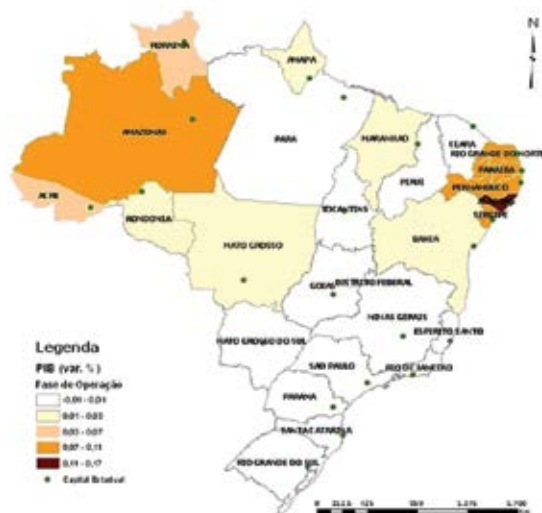 N
RORAIMA
AMAPA
AMAZONAS
PARA
MARANHAO
CEARA
RIO GRANDE DO NORTE
PARAIBA
PIAUI
PERNAMBUCO
ACRE
SERGIPE
TOCANTINS
RONDONIA
BAHIA
MATO GROSSO
DISTRITO FEDERAL
GOIAS
MINAS GERAIS
ESPIRITO SANTO
MATO GROSSO DO SUL
SAO PAULO
RIO DE JANEIRO
PARANA
SANTA CATARINA
RIO GRANDE DO SUL
Legenda
PIB (var. %)
Fase de Operação
-0,01 - 0,01
0,01 - 0,03
0,03 - 0,07
0,07 - 0,11
0,11 - 0,17
Capital Estadual
0